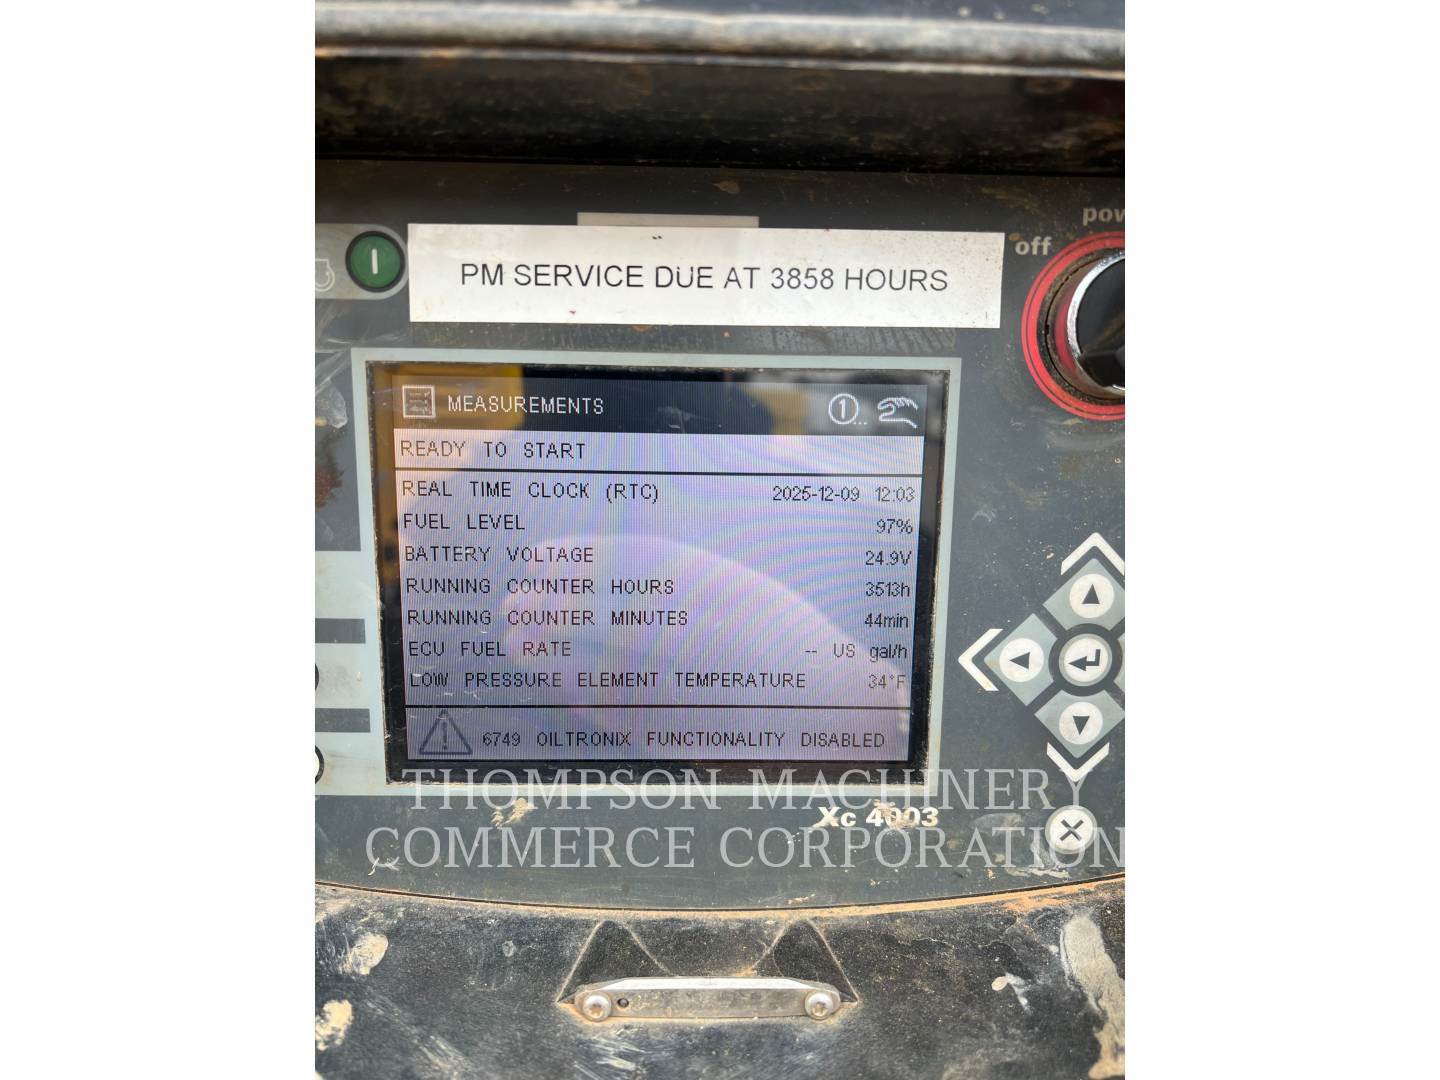 power
off
PM SERVICE DUE AT 3858 HOURS
MEASUREMENTS
1...
READY TO START
REAL TIME CLOCK (RTC) 2025-12-09 12:03
FUEL LEVEL 97%
BATTERY VOLTAGE 24.9V
RUNNING COUNTER HOURS 3513h
RUNNING COUNTER MINUTES 44min
ECU FUEL RATE -- US gal/h
LOW PRESSURE ELEMENT TEMPERATURE 34°F
6749 OILTRONIX FUNCTIONALITY DISABLED
THOMPSON MACHINERY
Xc 4003
COMMERCE CORPORATION